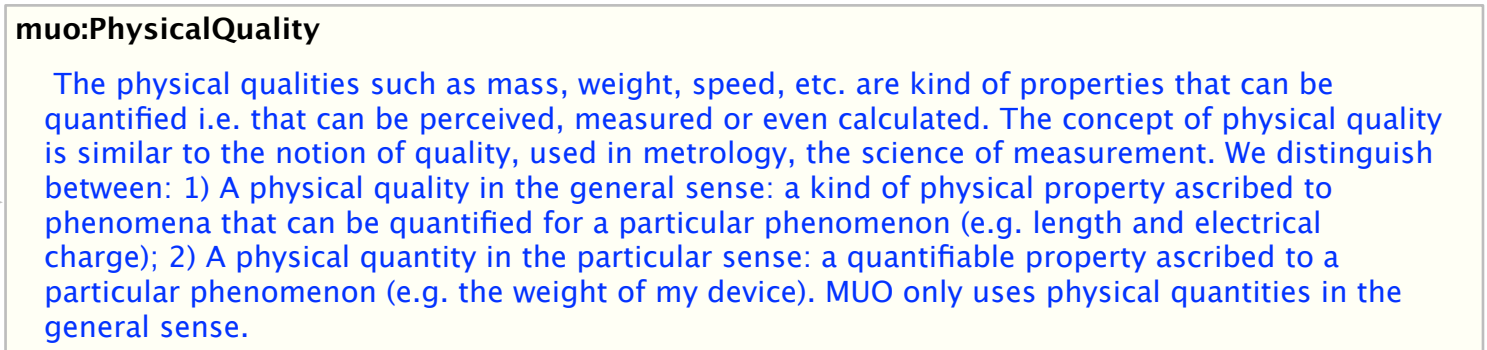 muo:PhysicalQuality
The physical qualities such as mass, weight, speed, etc. are kind of properties that can be
quantified i.e. that can be perceived, measured or even calculated. The concept of physical quality
is similar to the notion of quality, used in metrology, the science of measurement. We distinguish
between: 1) A physical quality in the general sense: a kind of physical property ascribed to
phenomena that can be quantified for a particular phenomenon (e.g. length and electrical
charge); 2) A physical quantity in the particular sense: a quantifiable property ascribed to a
particular phenomenon (e.g. the weight of my device). MUO only uses physical quantities in the
general sense.